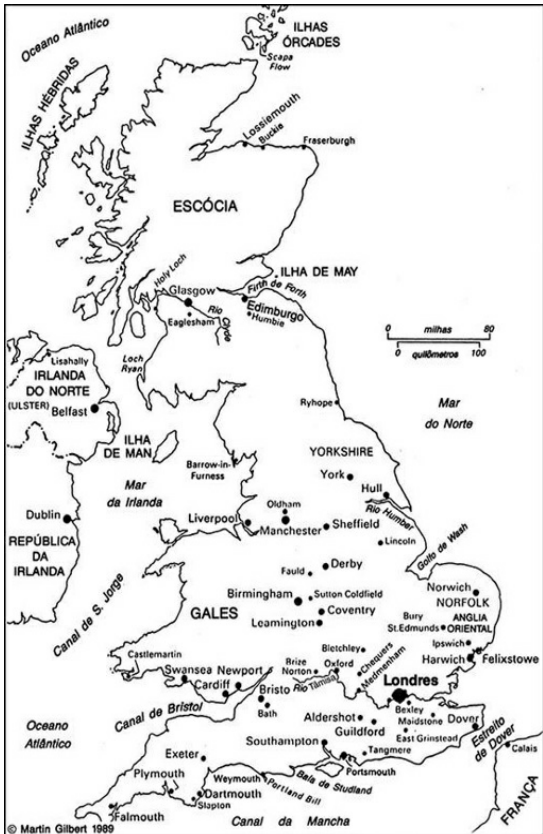 Oceano Atlântico
ILHAS
ÓRCADES
Scapa
Flow
ILHAS HÉBRIDAS
Lossiemouth
Buckie
Fraserburgh
ESCÓCIA
ILHA DE MAY
Holy Loch
Firth de Forth
Glasgow
Edimburgo
Rio
Clyde
Humbie
Eaglesham
0 milhas 80
0 quilômetros 100
Loch
Ryan
Lisahally
IRLANDA
DO NORTE
(ULSTER)
Belfast
Ryhope
Mar
do Norte
ILHA
DE MAN
YORKSHIRE
Barrow-in-
Furness
York
Hull
Mar
da Irlanda
Rio Humber
Dublin
Oldham
Liverpool
Manchester
Sheffield
Lincoln
Golfo de Wash
REPÚBLICA
DA
IRLANDA
Derby
Fauld
Norwich
NORFOLK
Birmingham
Sutton Coldfield
GALES
Coventry
Bury
St.Edmunds
ANGLIA
ORIENTAL
Leamington
Canal de S. Jorge
Ipswich
Felixstowe
Harwich
Bletchley
Castlemartin
Brize
Norton
Oxford
Chequers
Medmenham
Swansea
Newport
Rio Tâmisa
Londres
Cardiff
Bristo
Bath
Bexley
Maidstone
Canal de Bristol
Aldershot
Guildford
Dover
Estreito
de Dover
Oceano
Atlântico
East Grinstead
Southampton
Calais
Exeter
Tangmere
Portsmouth
Plymouth
Weymouth
Portland Bill
Baía de Studland
Dartmouth
Slapton
Falmouth
Canal da Mancha
FRANÇA
© Martin Gilbert 1989